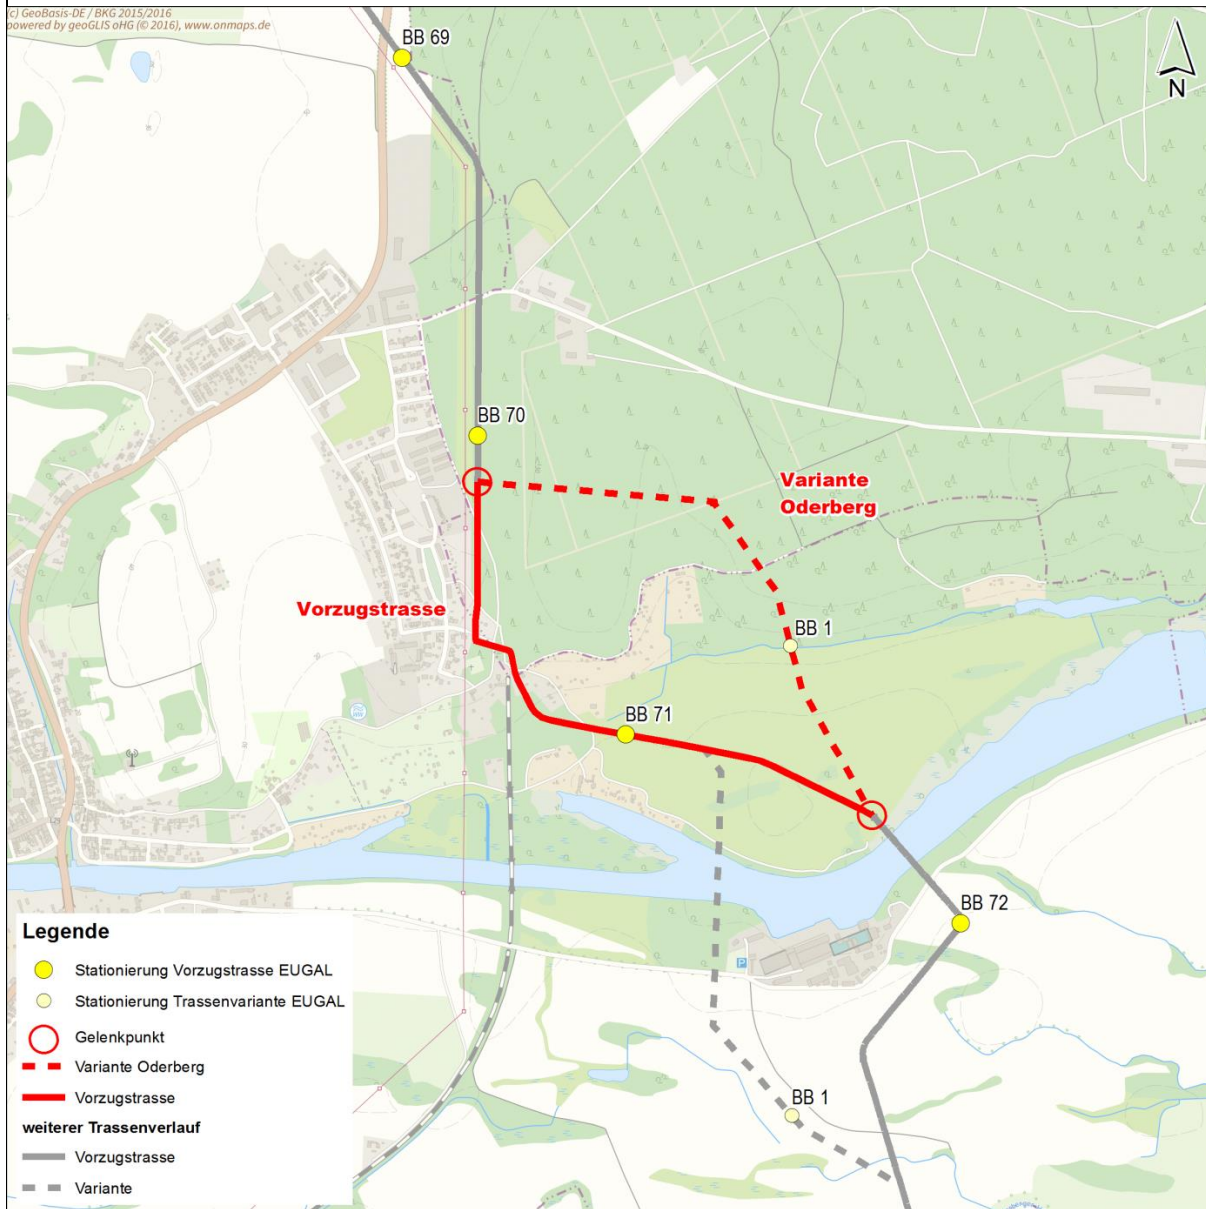 (c) GeoBasis-DE / BKG 2015/2016
powered by geoGLIS oHG (© 2016), www.onmaps.de
BB 69
N
BB 70
Variante
Oderberg
Vorzugstrasse
BB 1
BB 71
BB 72
BB 1
P
Legende
Stationierung Vorzugstrasse EUGAL
Stationierung Trassenvariante EUGAL
Gelenkpunkt
Variante Oderberg
Vorzugstrasse
weiterer Trassenverlauf
Vorzugstrasse
Variante